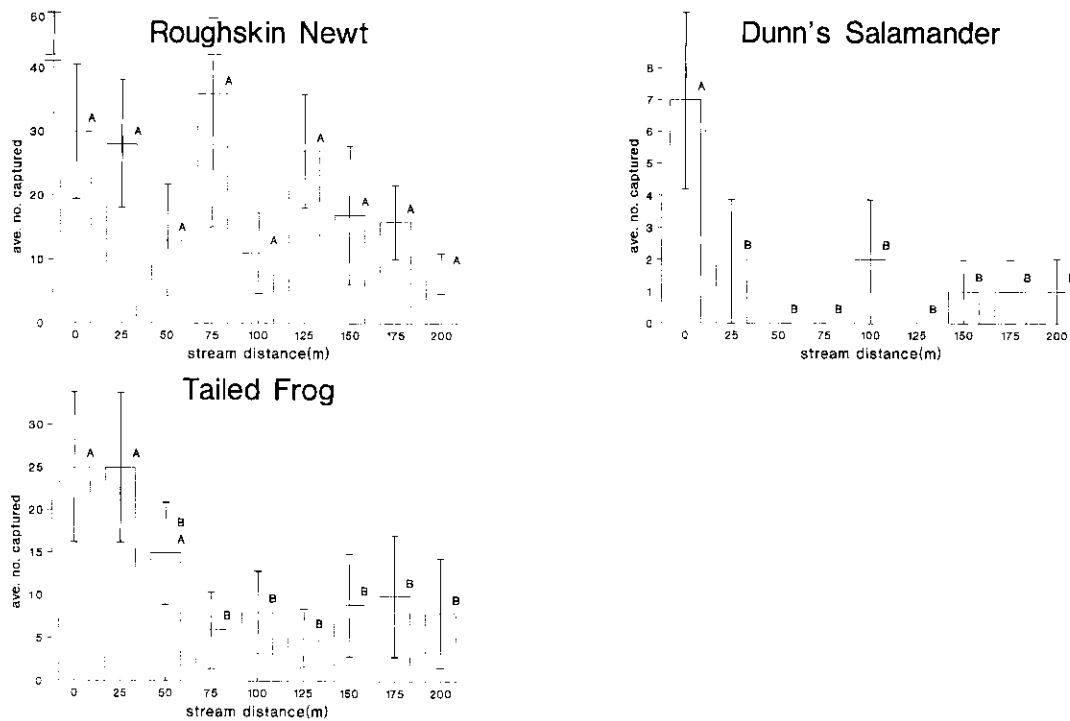 Roughskin Newt
60
40
30
20
10
0
ave. no. captured
A A A A A A A A A
0 25 50 75 100 125 150 175 200
stream distance(m)
Dunn's Salamander
8
7
6
5
4
3
2
1
0
ave. no. captured
A B B B B B B B
0 25 50 75 100 125 150 175 200
stream distance(m)
Tailed Frog
30
25
20
15
10
5
0
ave. no. captured
A A B A B B B B B B
0 25 50 75 100 125 150 175 200
stream distance(m)